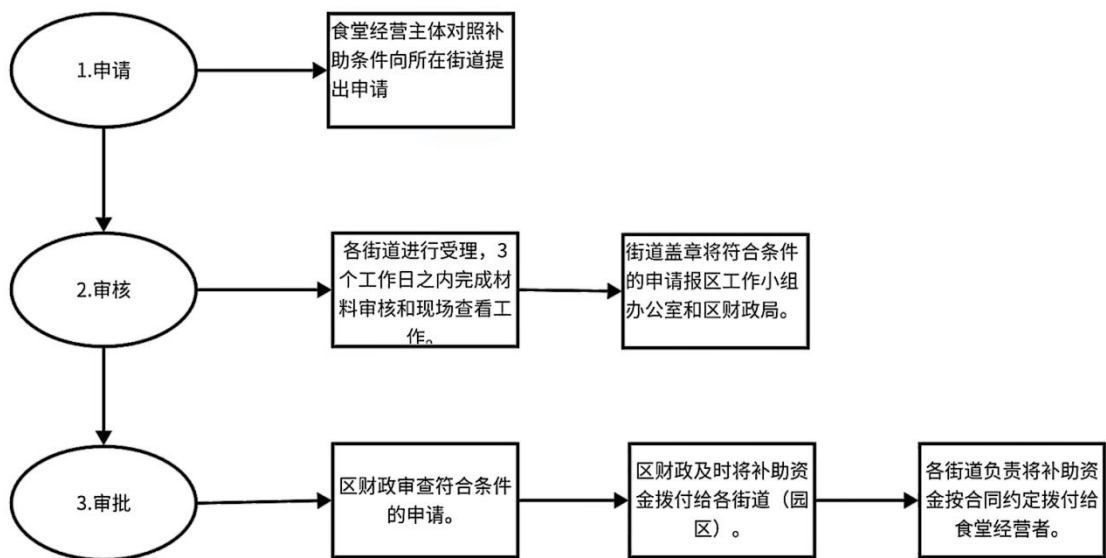 1.申请
食堂经营主体对照补
助条件向所在街道提
出申请
2.审核
各街道进行受理，3
个工作日之内完成材
料审核和现场查看工
作。
街道盖章将符合条件
的申请报区工作小组
办公室和区财政局。
3.审批
区财政审查符合条件
的申请。
区财政及时将补助资
金拨付给各街道（园
区）。
各街道负责将补助资
金按合同约定拨付给
食堂经营者。